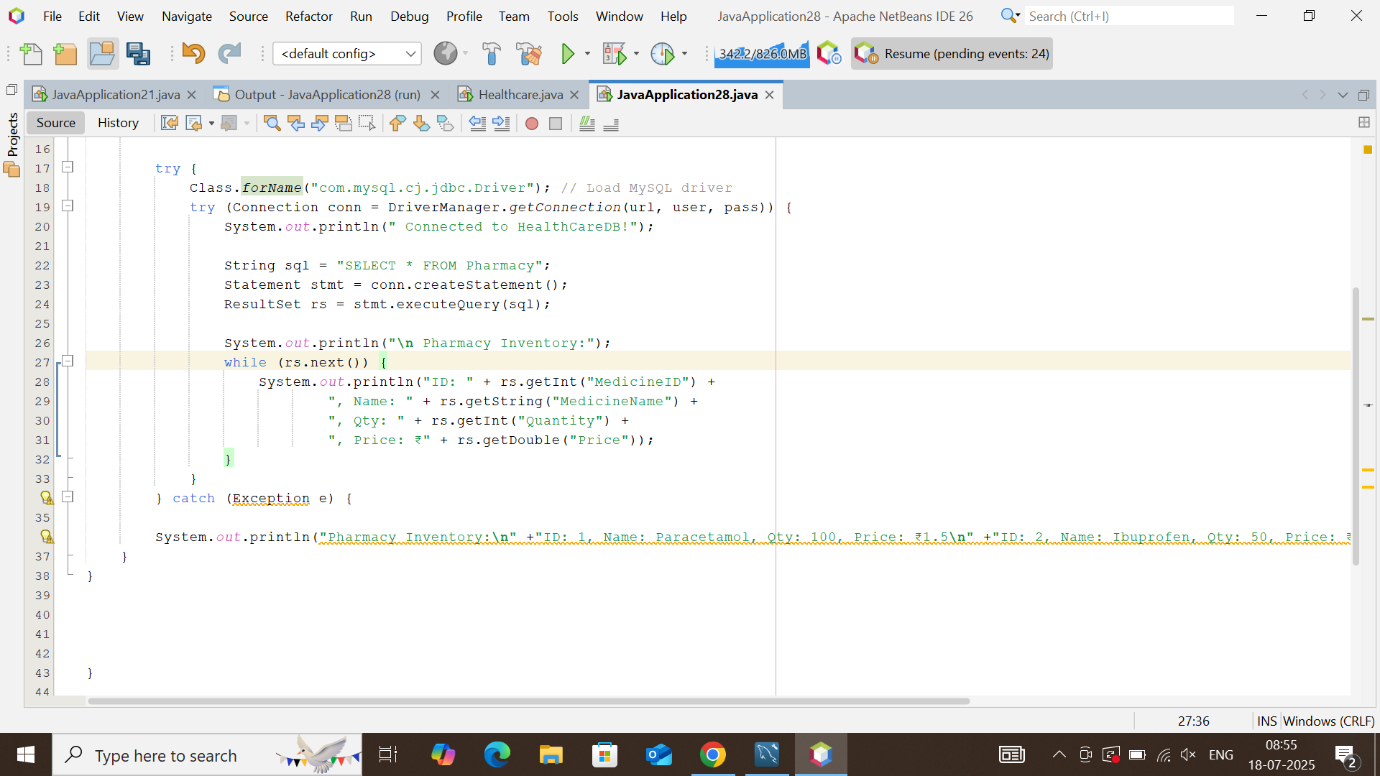 File Edit View Navigate Source Refactor Run Debug Profile Team Tools Window Help JavaApplication28 - Apache NetBeans IDE 26 Search (Ctrl+I)
<default config> 342.2/826.0MB Resume (pending events: 24)
JavaApplication21.java Output - JavaApplication28 (run) Healthcare.java JavaApplication28.java
Projects
Source History
16
17 try {
18 Class.forName("com.mysql.cj.jdbc.Driver"); // Load MySQL driver
19 try (Connection conn = DriverManager.getConnection(url, user, pass)) {
20 System.out.println(" Connected to HealthCareDB!");
21
22 String sql = "SELECT * FROM Pharmacy";
23 Statement stmt = conn.createStatement();
24 ResultSet rs = stmt.executeQuery(sql);
25
26 System.out.println("\n Pharmacy Inventory:");
27 while (rs.next()) {
28 System.out.println("ID: " + rs.getInt("MedicineID") +
29 ", Name: " + rs.getString("MedicineName") +
30 ", Qty: " + rs.getInt("Quantity") +
31 ", Price: ₹" + rs.getDouble("Price"));
32 }
33 }
} catch (Exception e) {
35
System.out.println("Pharmacy Inventory:\n" +"ID: 1, Name: Paracetamol, Qty: 100, Price: ₹1.5\n" +"ID: 2, Name: Ibuprofen, Qty: 50, Price: ₹
37 }
38 }
39
40
41
42
43 }
44
27:36 INS Windows (CRLF)
Type here to search ENG 08:55
18-07-2025 2